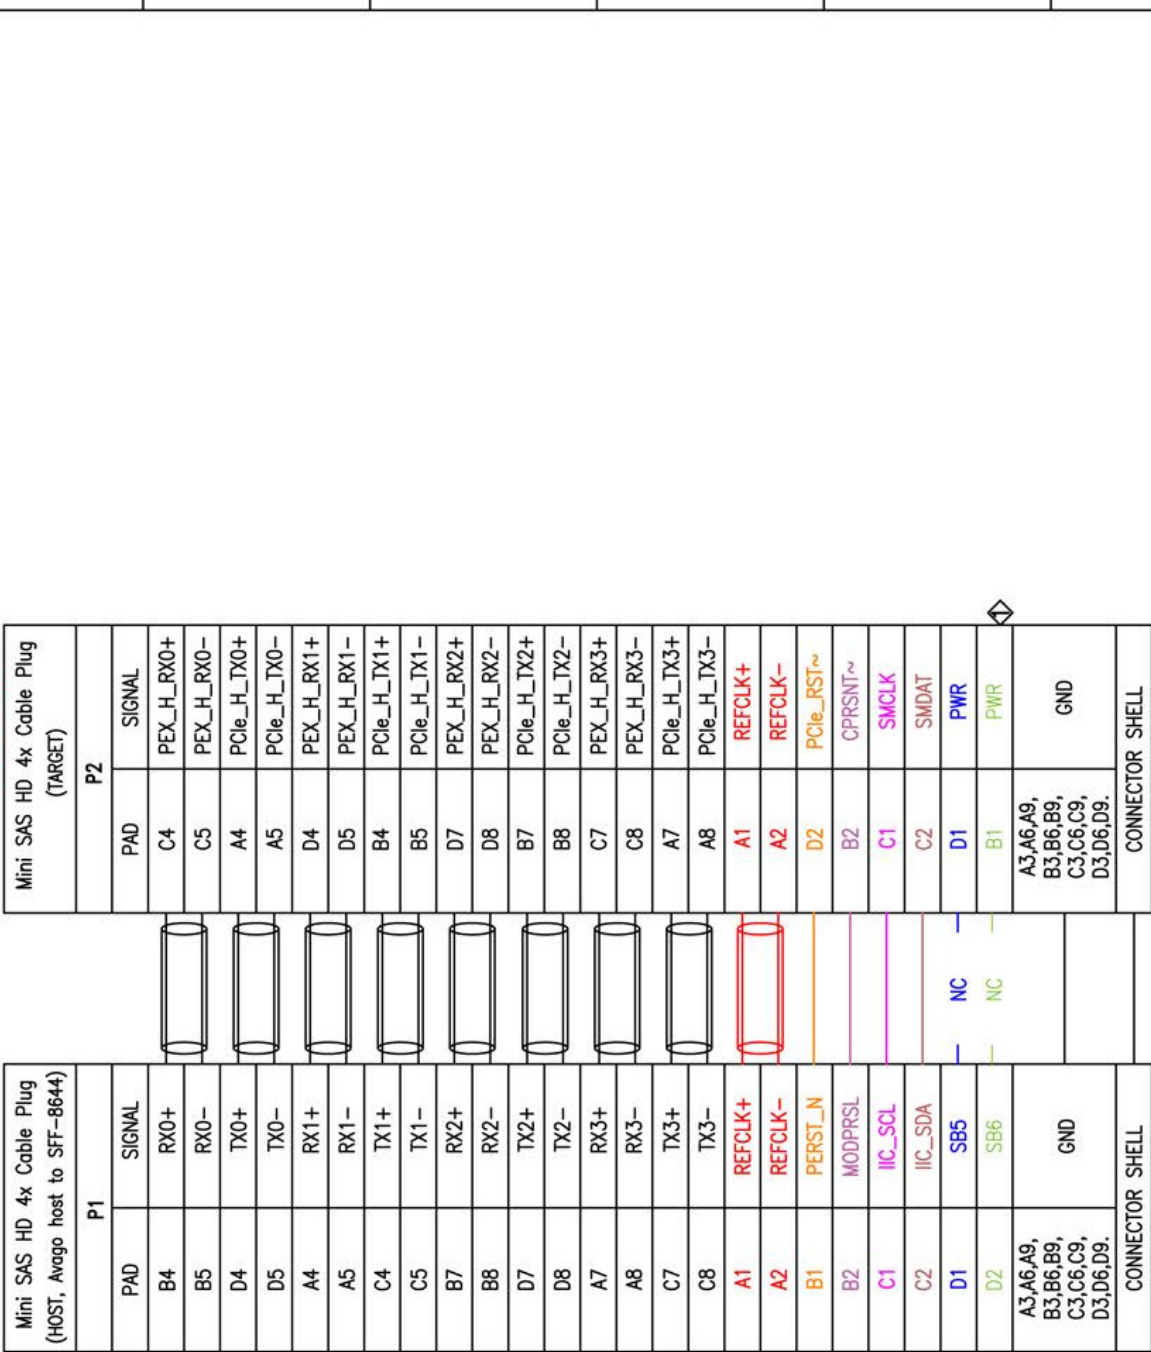 Mini SAS HD 4x Cable Plug
(HOST, Avago host to SFF-8644)
Mini SAS HD 4x Cable Plug
(TARGET)
P1
P2
PAD SIGNAL PAD SIGNAL
B4 RX0+ C4 PEX_H_RX0+
B5 RX0- C5 PEX_H_RX0-
D4 TX0+ A4 PCIe_H_TX0+
D5 TX0- A5 PCIe_H_TX0-
A4 RX1+ D4 PEX_H_RX1+
A5 RX1- D5 PEX_H_RX1-
C4 TX1+ B4 PCIe_H_TX1+
C5 TX1- B5 PCIe_H_TX1-
B7 RX2+ D7 PEX_H_RX2+
B8 RX2- D8 PEX_H_RX2-
D7 TX2+ B7 PCIe_H_TX2+
D8 TX2- B8 PCIe_H_TX2-
A7 RX3+ C7 PEX_H_RX3+
A8 RX3- C8 PEX_H_RX3-
C7 TX3+ A7 PCIe_H_TX3+
C8 TX3- A8 PCIe_H_TX3-
A1 REFCLK+ A1 REFCLK+
A2 REFCLK- A2 REFCLK-
B1 PERST_N D2 PCIe_RST~
B2 MODPRSL B2 CPRSNT~
C1 IIC_SCL C1 SMCLK
C2 IIC_SDA C2 SMDAT
D1 SB5 NC D1 PWR
D2 SB6 NC B1 PWR
1
A3,A6,A9,
B3,B6,B9,
C3,C6,C9,
D3,D6,D9.
GND
A3,A6,A9,
B3,B6,B9,
C3,C6,C9,
D3,D6,D9.
GND
CONNECTOR SHELL
CONNECTOR SHELL